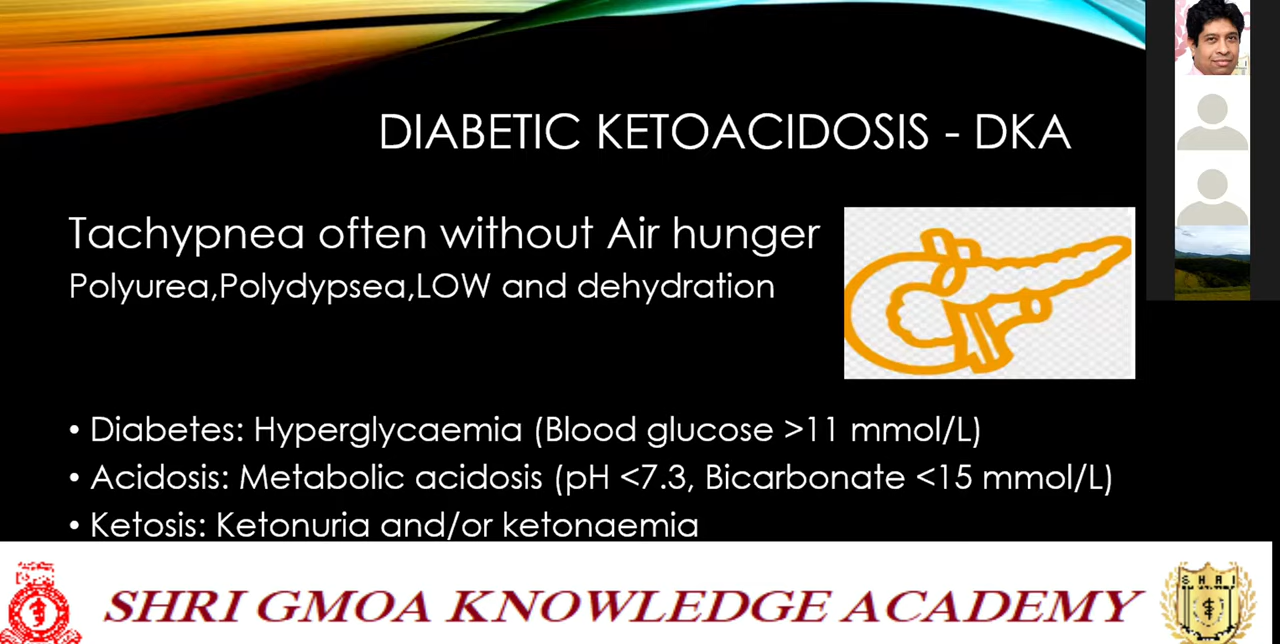 DIABETIC KETOACIDOSIS - DKA
Tachypnea often without Air hunger
Polyurea,Polydypsea,LOW and dehydration
• Diabetes: Hyperglycaemia (Blood glucose >11 mmol/L)
• Acidosis: Metabolic acidosis (pH <7.3, Bicarbonate <15 mmol/L)
• Ketosis: Ketonuria and/or ketonaemia
SHRI GMOA KNOWLEDGE ACADEMY
SHRI